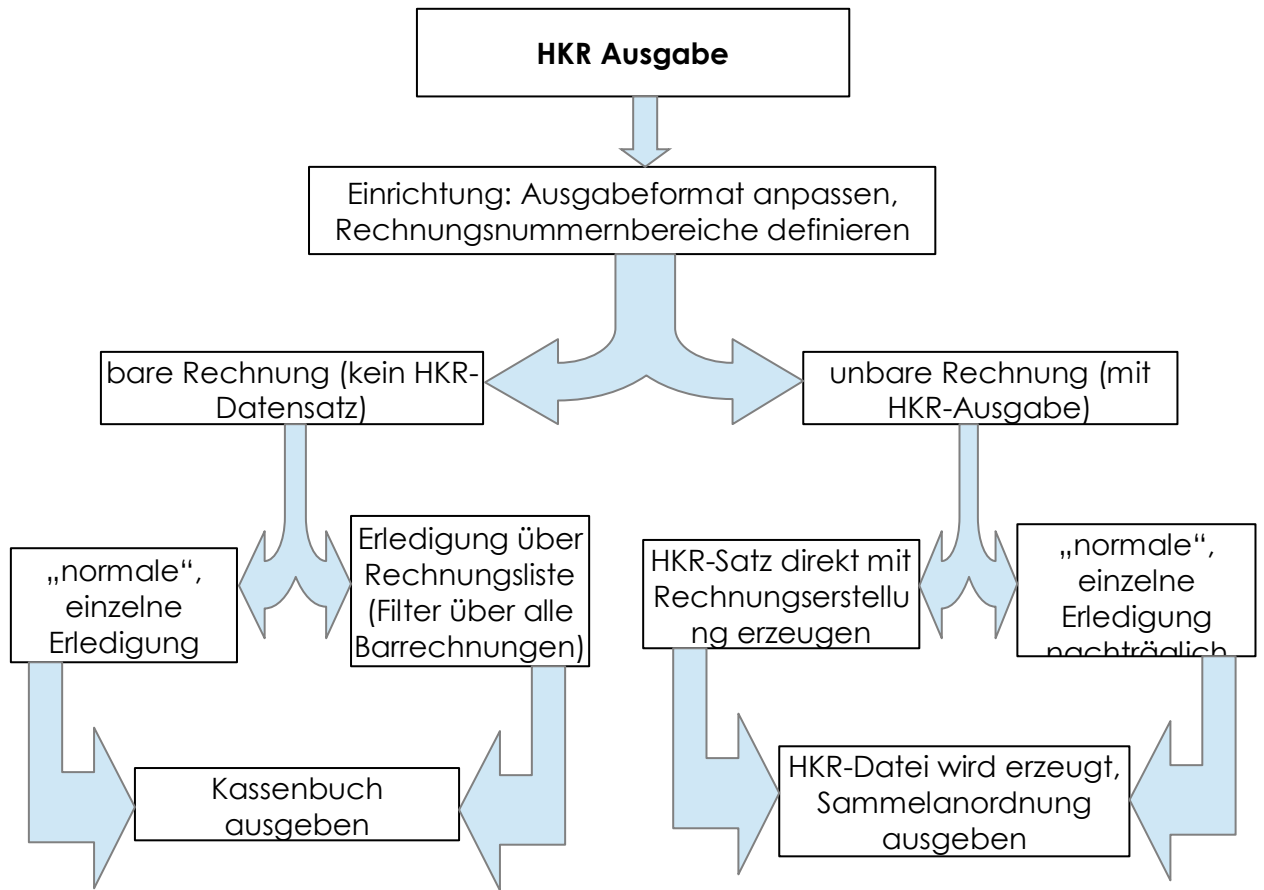 HKR Ausgabe
Einrichtung: Ausgabeformat anpassen,
Rechnungsnummernbereiche definieren
bare Rechnung (kein HKR-
Datensatz)
unbare Rechnung (mit
HKR-Ausgabe)
„normale“,
einzelne
Erledigung
Erledigung über
Rechnungsliste
(Filter über alle
Barrechnungen)
HKR-Satz direkt mit
Rechnungserstellu
ng erzeugen
„normale“,
einzelne
Erledigung
nachträglich
Kassenbuch
ausgeben
HKR-Datei wird erzeugt,
Sammelanordnung
ausgeben